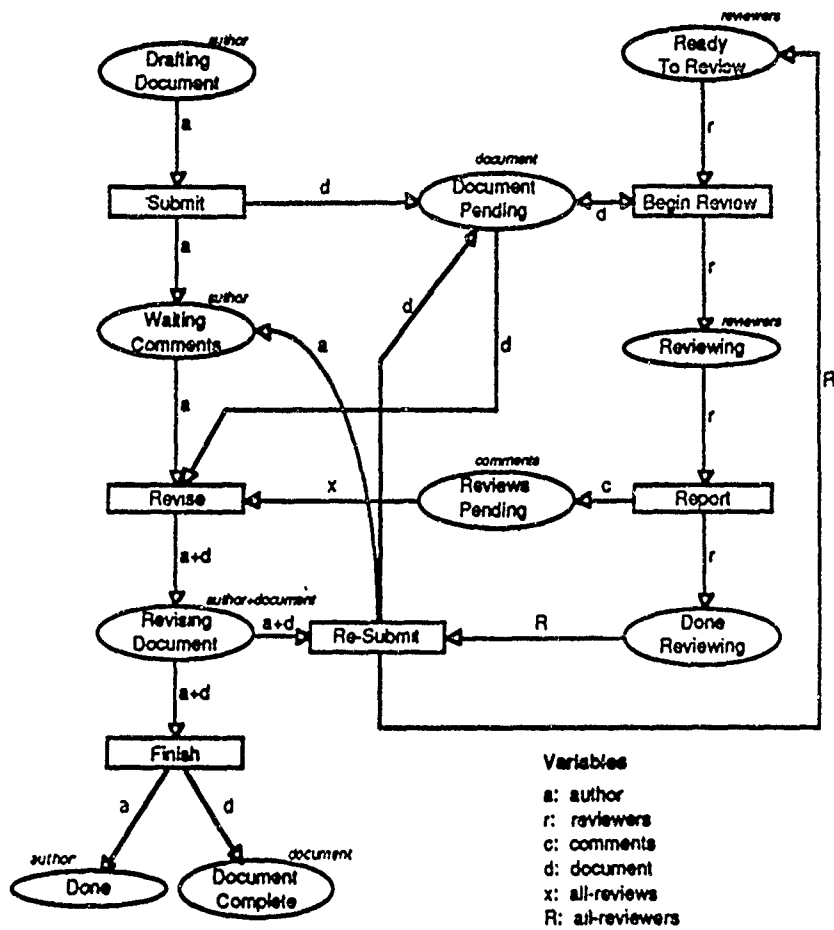 author
Drafting
Document
reviewers
Ready
To Review
a
r
document
Submit
d
Document
Pending
d
Begin Review
a
r
author
Waiting
Comments
a
d
d
reviewers
Reviewing
R
a
r
comments
Revise
x
Reviews
Pending
c
Report
a+d
r
author+document
Revising
Document
a+d
Re-Submit
R
Done
Reviewing
a+d
Finish
a
d
author
Done
document
Document
Complete
Variables
a: author
r: reviewers
c: comments
d: document
x: all-reviews
R: all-reviewers